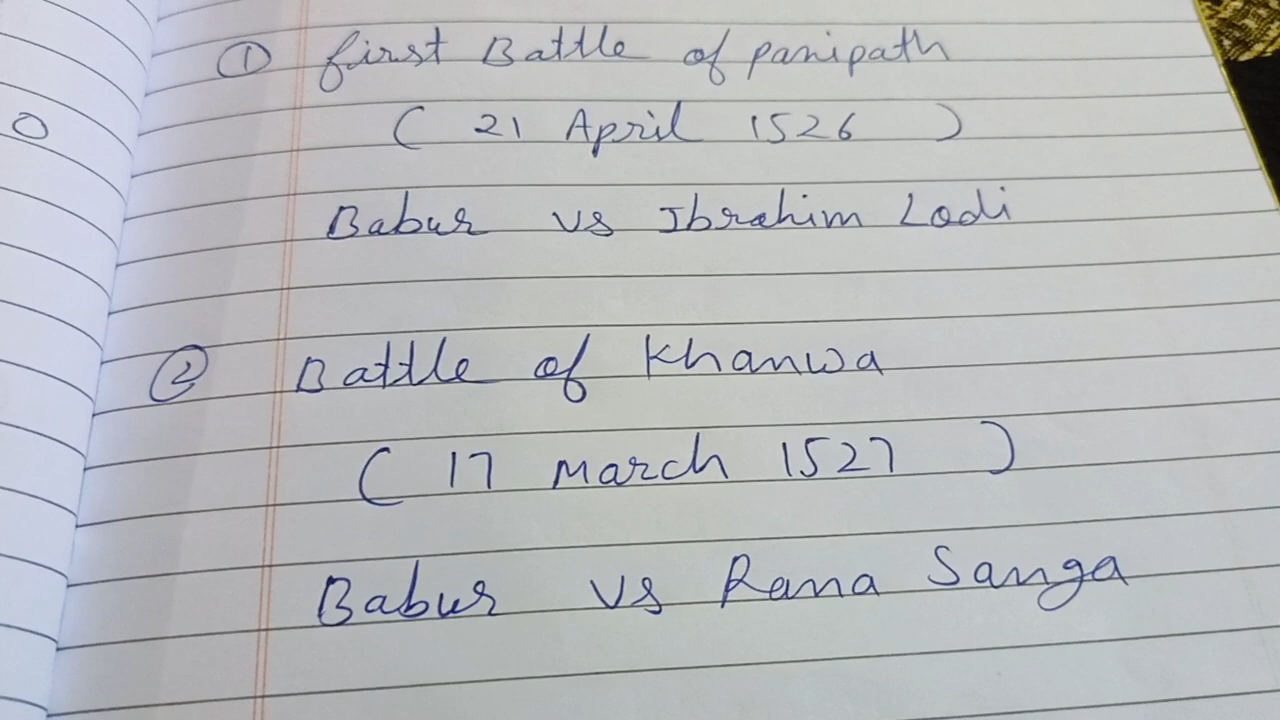 ① first Battle of panipath
( 21 April 1526 )
Babur vs Ibrahim Lodi
② Battle of Khanwa
( 17 March 1527 )
Babur vs Rana Sanga